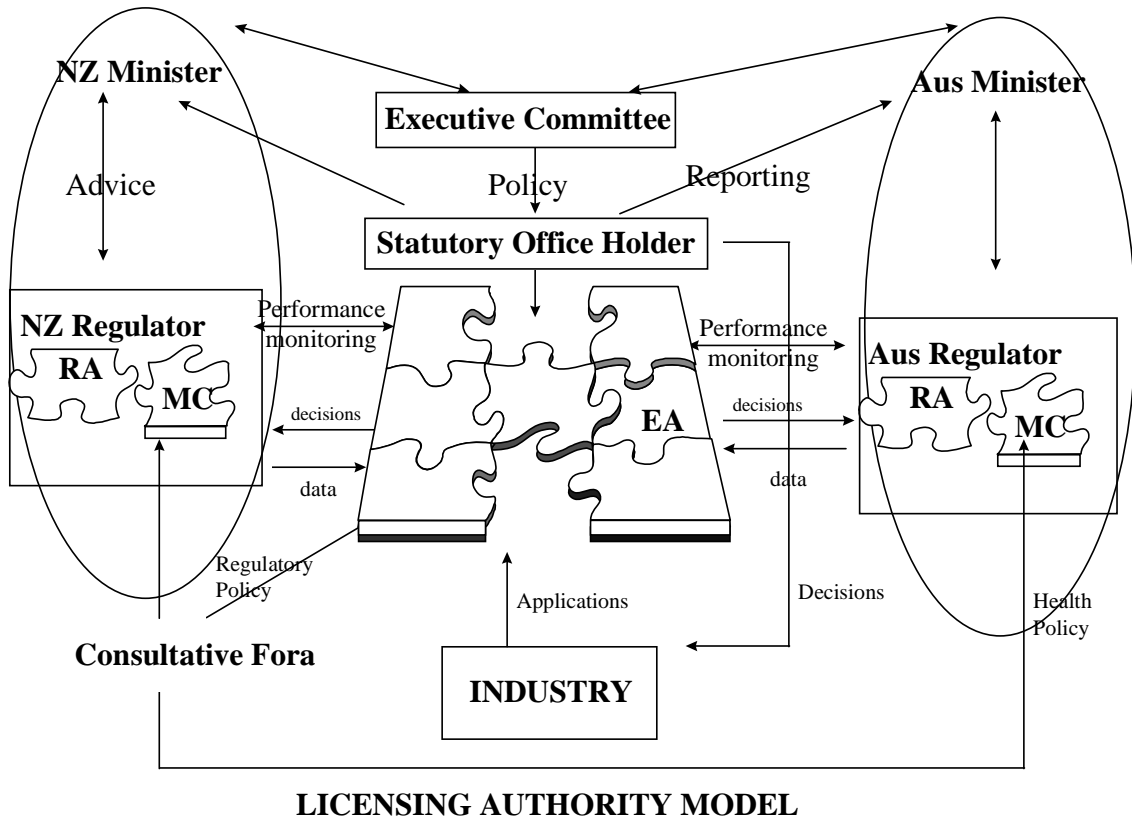 NZ Minister
Aus Minister
Executive Committee
Advice
Policy
Reporting
Statutory Office Holder
NZ Regulator
RA
MC
Performance
monitoring
Performance
monitoring
Aus Regulator
RA
MC
decisions
EA
decisions
data
data
Regulatory
Policy
Applications
Decisions
Health
Policy
Consultative Fora
INDUSTRY
LICENSING AUTHORITY MODEL